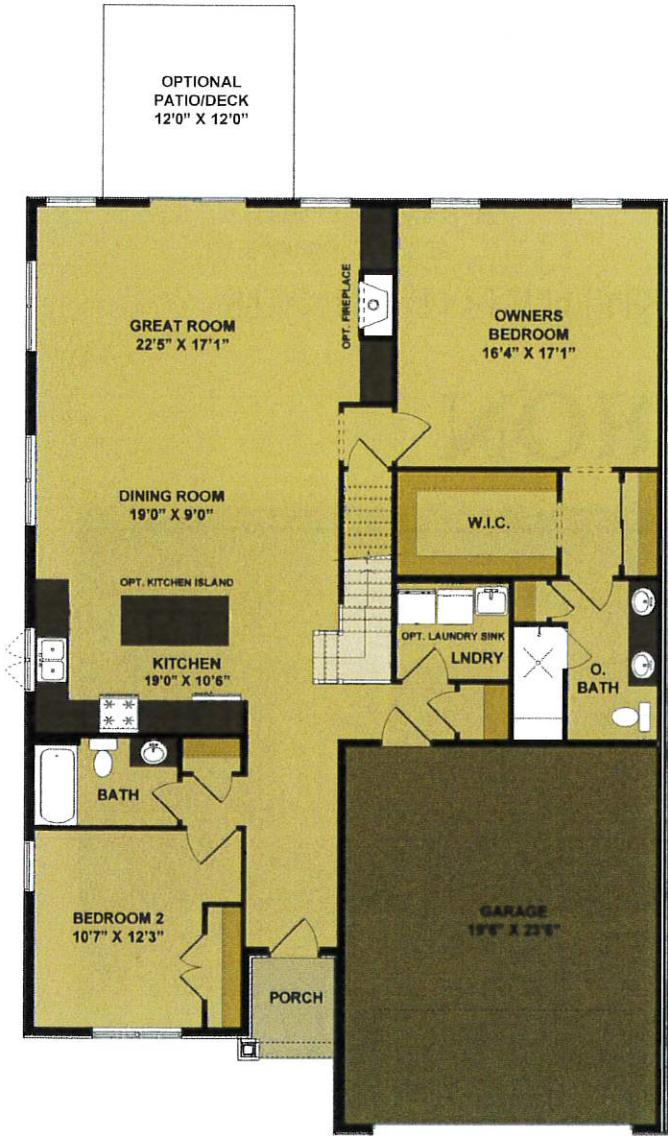 OPTIONAL
PATIO/DECK
12'0" X 12'0"
GREAT ROOM
22'5" X 17'1"
OPT. FIREPLACE
OWNERS
BEDROOM
16'4" X 17'1"
DINING ROOM
19'0" X 9'0"
W.I.C.
OPT. KITCHEN ISLAND
OPT. LAUNDRY SINK
LNDRY
KITCHEN
19'0" X 10'6"
O.
BATH
BATH
BEDROOM 2
10'7" X 12'3"
GARAGE
19'6" X 23'6"
PORCH